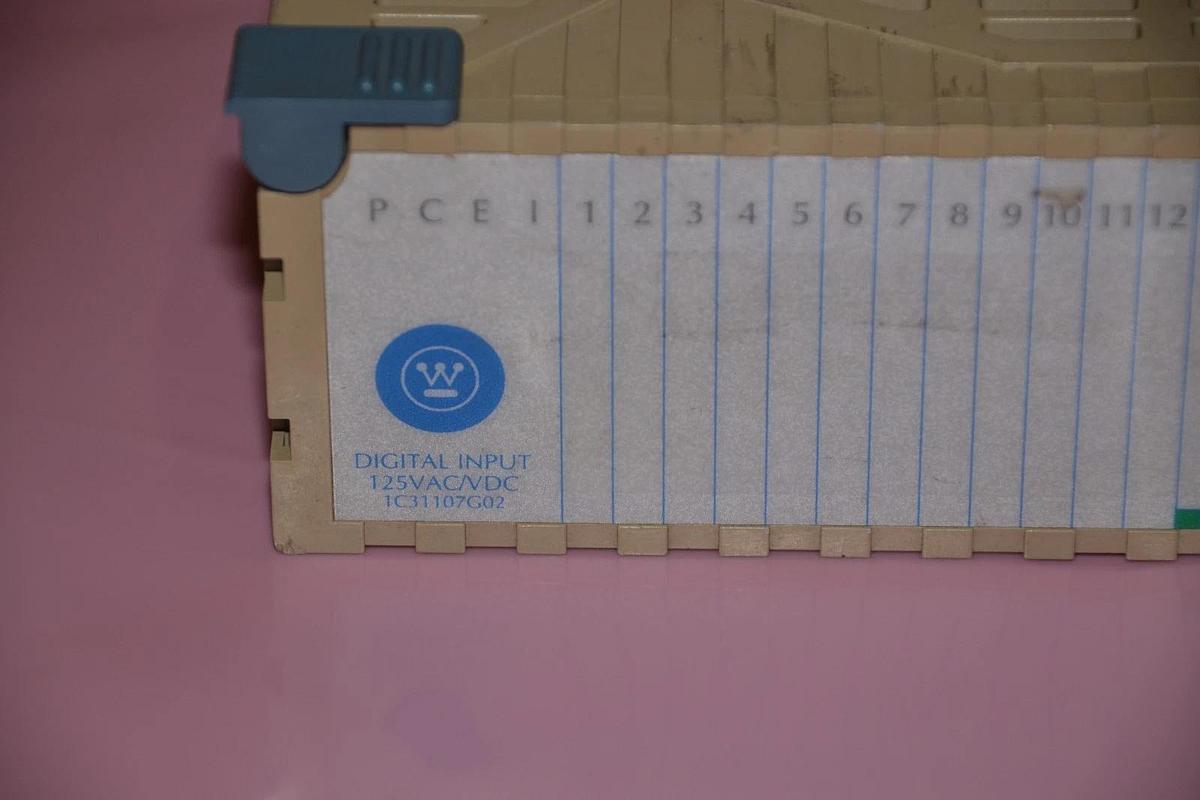 P C E I 1 2 3 4 5 6 7 8 9 10 11 12
W
DIGITAL INPUT
125VAC/VDC
1C31107G02